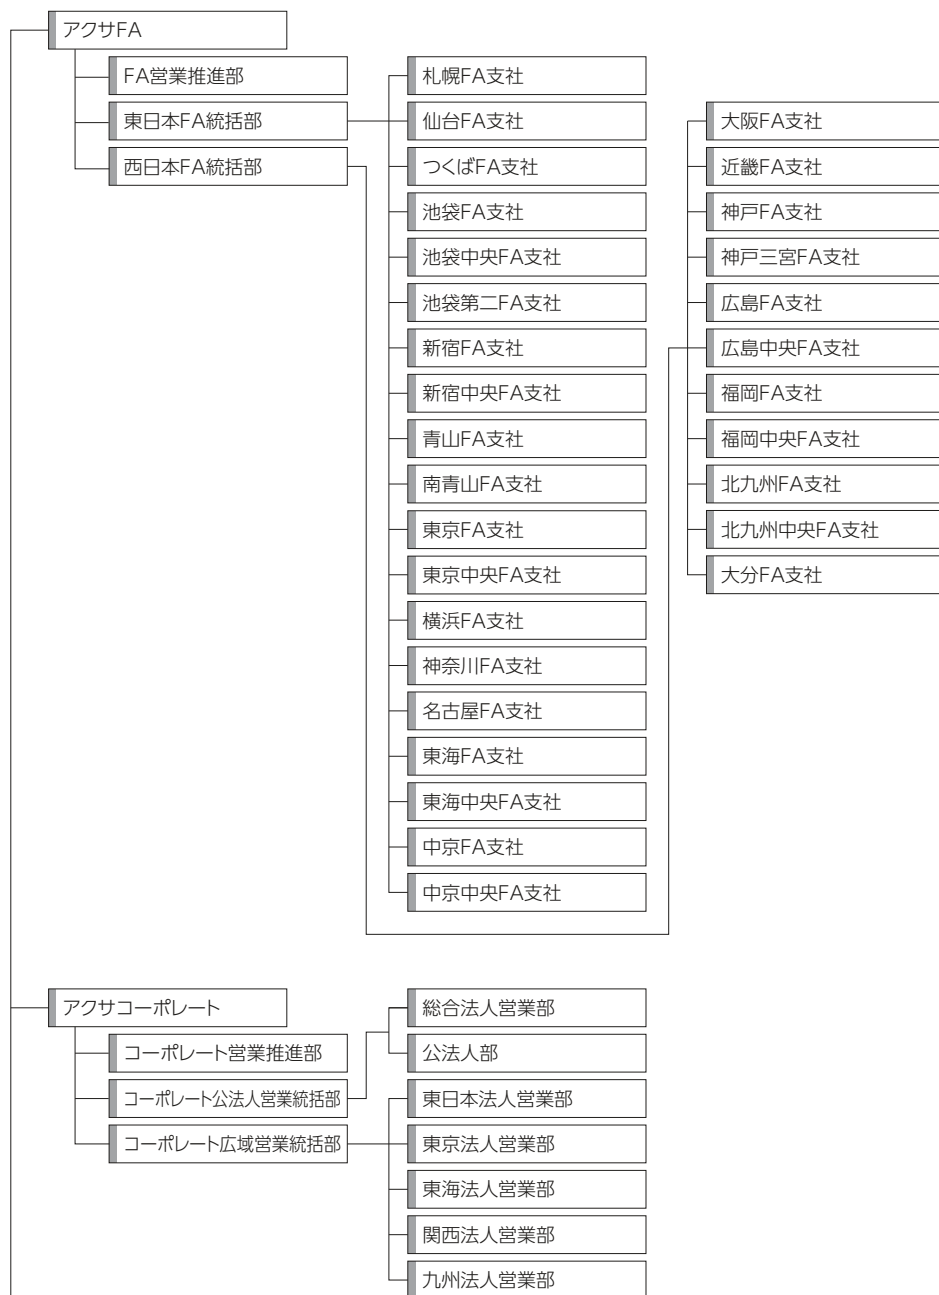 アクサFA
FA営業推進部
東日本FA統括部
西日本FA統括部
札幌FA支社
仙台FA支社
つくばFA支社
池袋FA支社
池袋中央FA支社
池袋第二FA支社
新宿FA支社
新宿中央FA支社
青山FA支社
南青山FA支社
東京FA支社
東京中央FA支社
横浜FA支社
神奈川FA支社
名古屋FA支社
東海FA支社
東海中央FA支社
中京FA支社
中京中央FA支社
大阪FA支社
近畿FA支社
神戸FA支社
神戸三宮FA支社
広島FA支社
広島中央FA支社
福岡FA支社
福岡中央FA支社
北九州FA支社
北九州中央FA支社
大分FA支社
アクサコーポレート
コーポレート営業推進部
コーポレート公法人営業統括部
コーポレート広域営業統括部
総合法人営業部
公法人部
東日本法人営業部
東京法人営業部
東海法人営業部
関西法人営業部
九州法人営業部